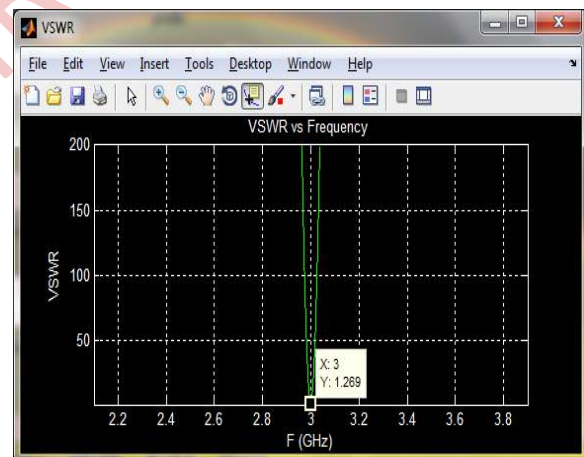 VSWR
File Edit View Insert Tools Desktop Window Help
VSWR vs Frequency
200
150
100
50
VSWR
X: 3
Y: 1.269
2.2 2.4 2.6 2.8 3 3.2 3.4 3.6 3.8
F (GHz)